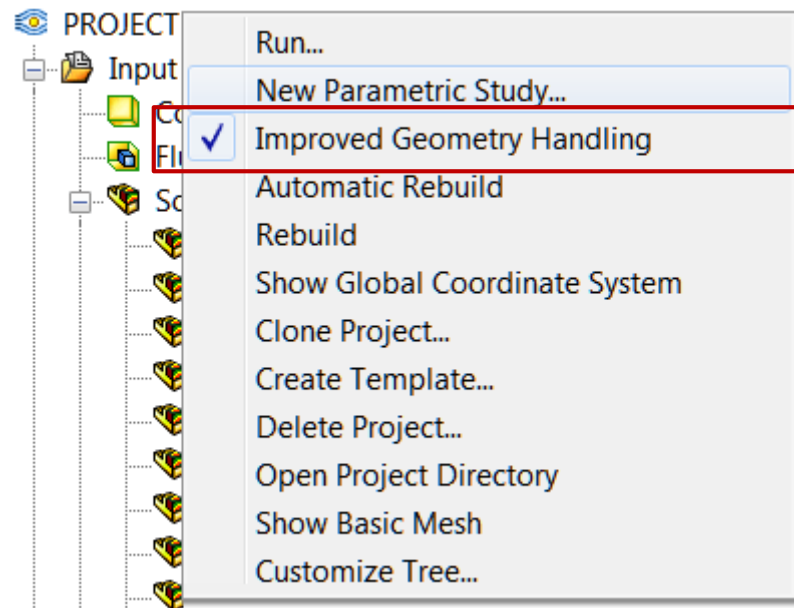 PROJECT
Run...
Input
New Parametric Study...
Improved Geometry Handling
Automatic Rebuild
Rebuild
Show Global Coordinate System
Clone Project...
Create Template...
Delete Project...
Open Project Directory
Show Basic Mesh
Customize Tree...